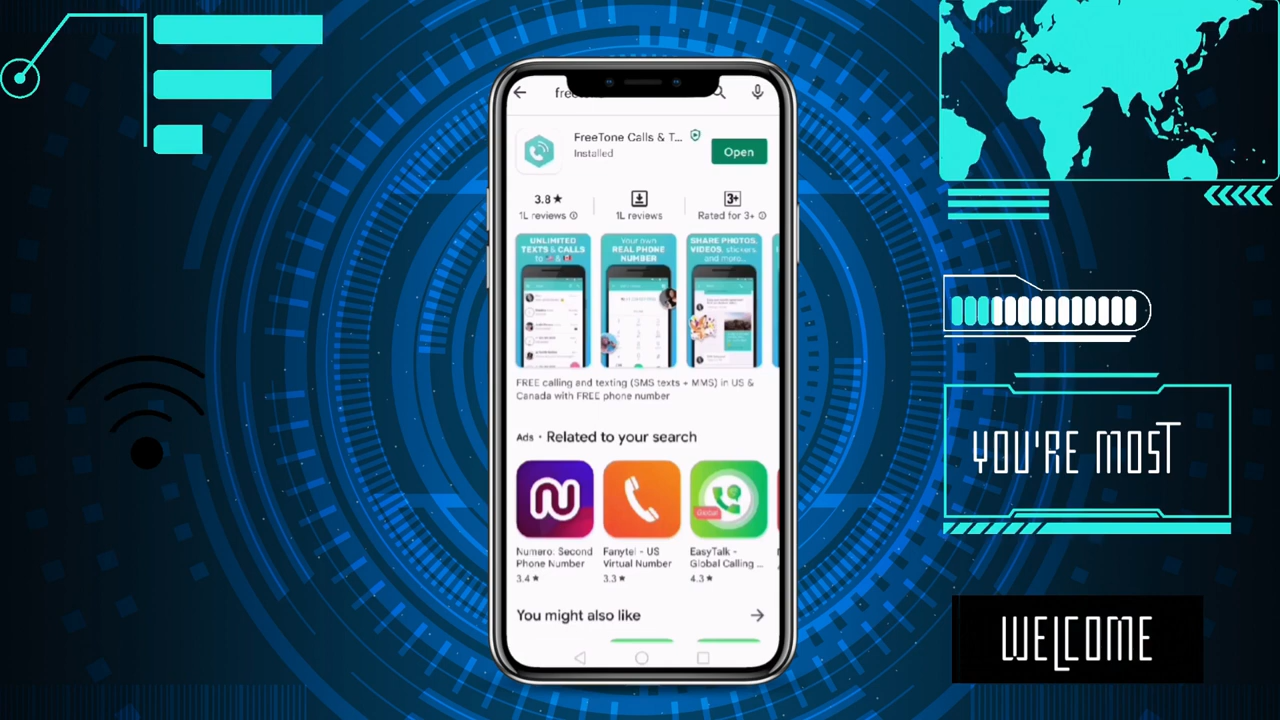 FreeTone Calls & T...
Installed
Open
3.8★
1L reviews
1L reviews
3+
Rated for 3+
UNLIMITED
TEXTS & CALLS
to
Your own
REAL PHONE
NUMBER
SHARE PHOTOS,
VIDEOS, stickers
and more...
FREE calling and texting (SMS texts + MMS) in US &
Canada with FREE phone number
Ads • Related to your search
Numero: Second
Phone Number
3.4★
Fanytel - US
Virtual Number
3.3★
EasyTalk -
Global Calling ...
4.3★
You might also like
YOU'RE MOST
WELCOME